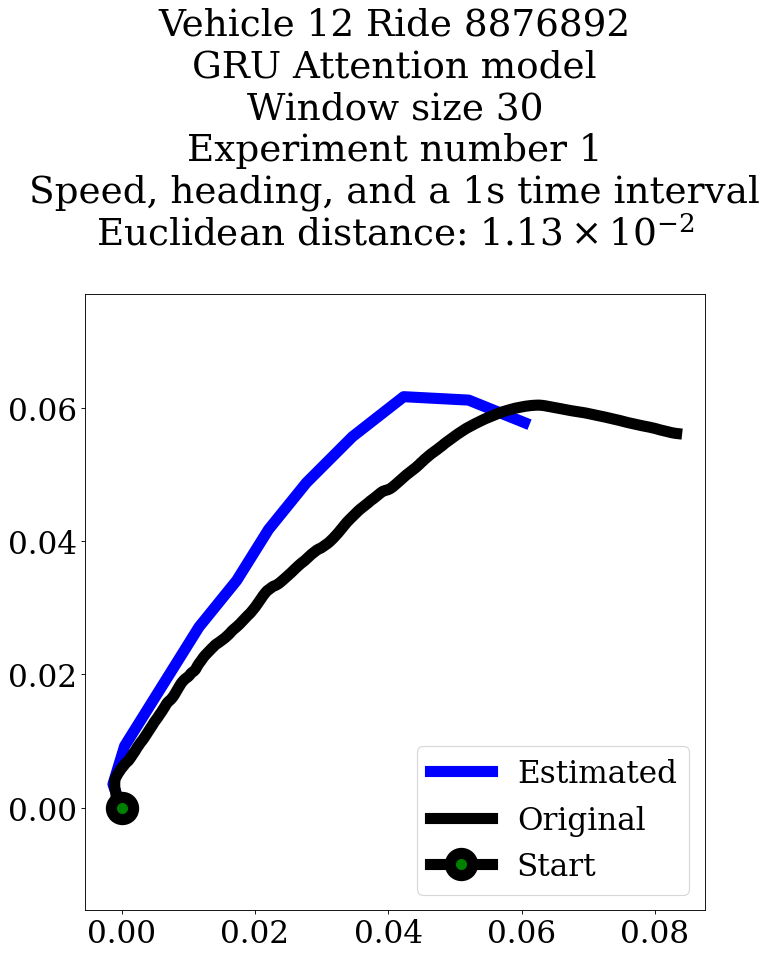 Vehicle 12 Ride 8876892
GRU Attention model
Window size 30
Experiment number 1
Speed, heading, and a 1s time interval
Euclidean distance: 1.13 × 10⁻²
0.06
0.04
0.02
0.00
Estimated
Original
Start
0.00 0.02 0.04 0.06 0.08